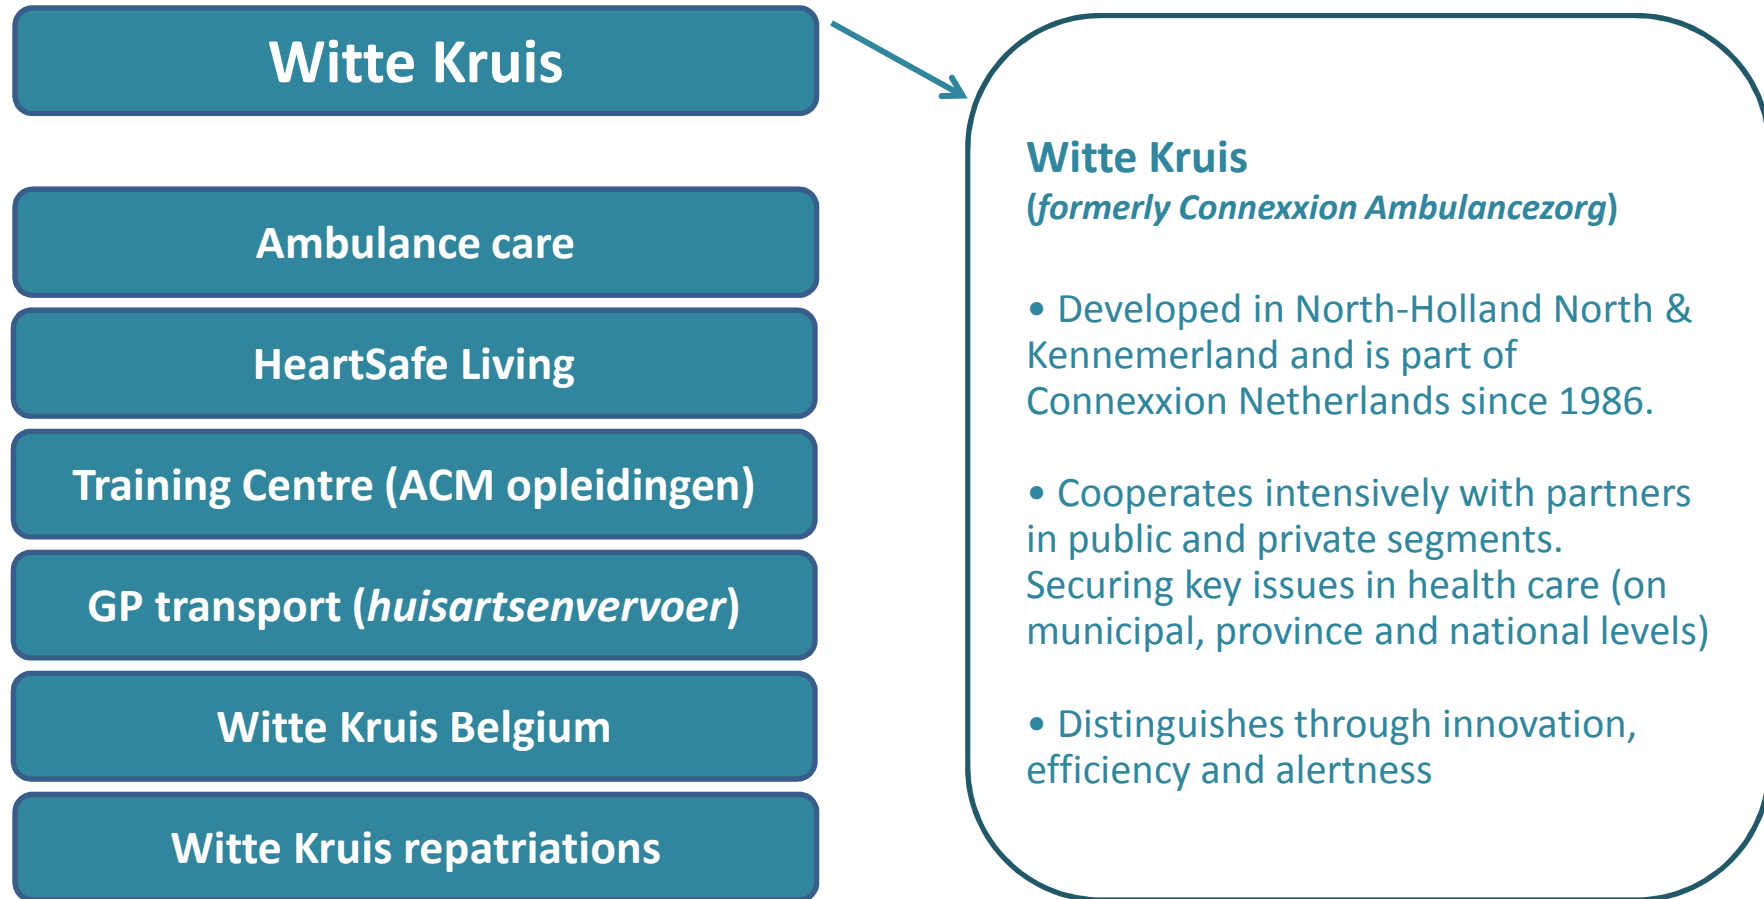 Witte Kruis
Ambulance care
HeartSafe Living
Training Centre (ACM opleidingen)
GP transport (huisartsenvervoer)
Witte Kruis Belgium
Witte Kruis repatriations
Witte Kruis
(formerly Connexxion Ambulancezorg)
• Developed in North-Holland North &
Kennemerland and is part of
Connexxion Netherlands since 1986.
• Cooperates intensively with partners
in public and private segments.
Securing key issues in health care (on
municipal, province and national levels)
• Distinguishes through innovation,
efficiency and alertness